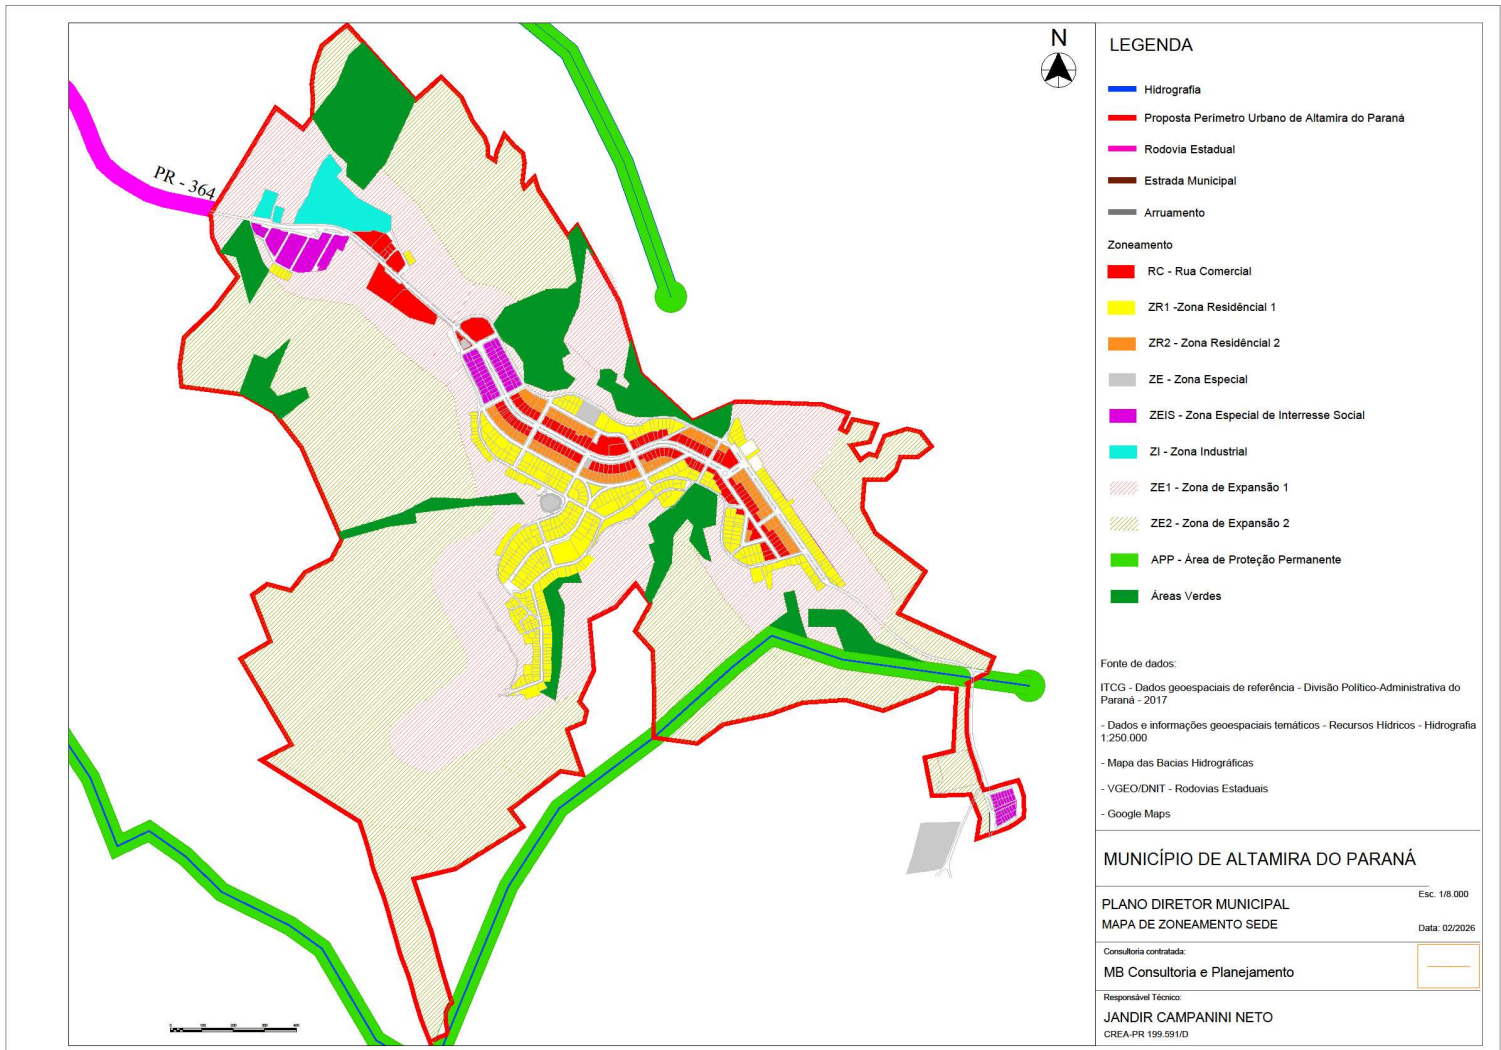 PR - 364
N
LEGENDA
Hidrografia
Proposta Perímetro Urbano de Altamira do Paraná
Rodovia Estadual
Estrada Municipal
Arruamento
Zoneamento
RC - Rua Comercial
ZR1 -Zona Residêncial 1
ZR2 - Zona Residêncial 2
ZE - Zona Especial
ZEIS - Zona Especial de Interresse Social
ZI - Zona Industrial
ZE1 - Zona de Expansão 1
ZE2 - Zona de Expansão 2
APP - Área de Proteção Permanente
Áreas Verdes
Fonte de dados:
ITCG - Dados geoespaciais de referência - Divisão Político-Administrativa do
Paraná - 2017
- Dados e informações geoespaciais temáticos - Recursos Hídricos - Hidrografia
1:250.000
- Mapa das Bacias Hidrográficas
- VGEO/DNIT - Rodovias Estaduais
- Google Maps
MUNICÍPIO DE ALTAMIRA DO PARANÁ
Esc. 1/8.000
PLANO DIRETOR MUNICIPAL
MAPA DE ZONEAMENTO SEDE
Data: 02/2026
Consultoria contratada:
MB Consultoria e Planejamento
Responsável Técnico:
JANDIR CAMPANINI NETO
CREA-PR 199.591/D